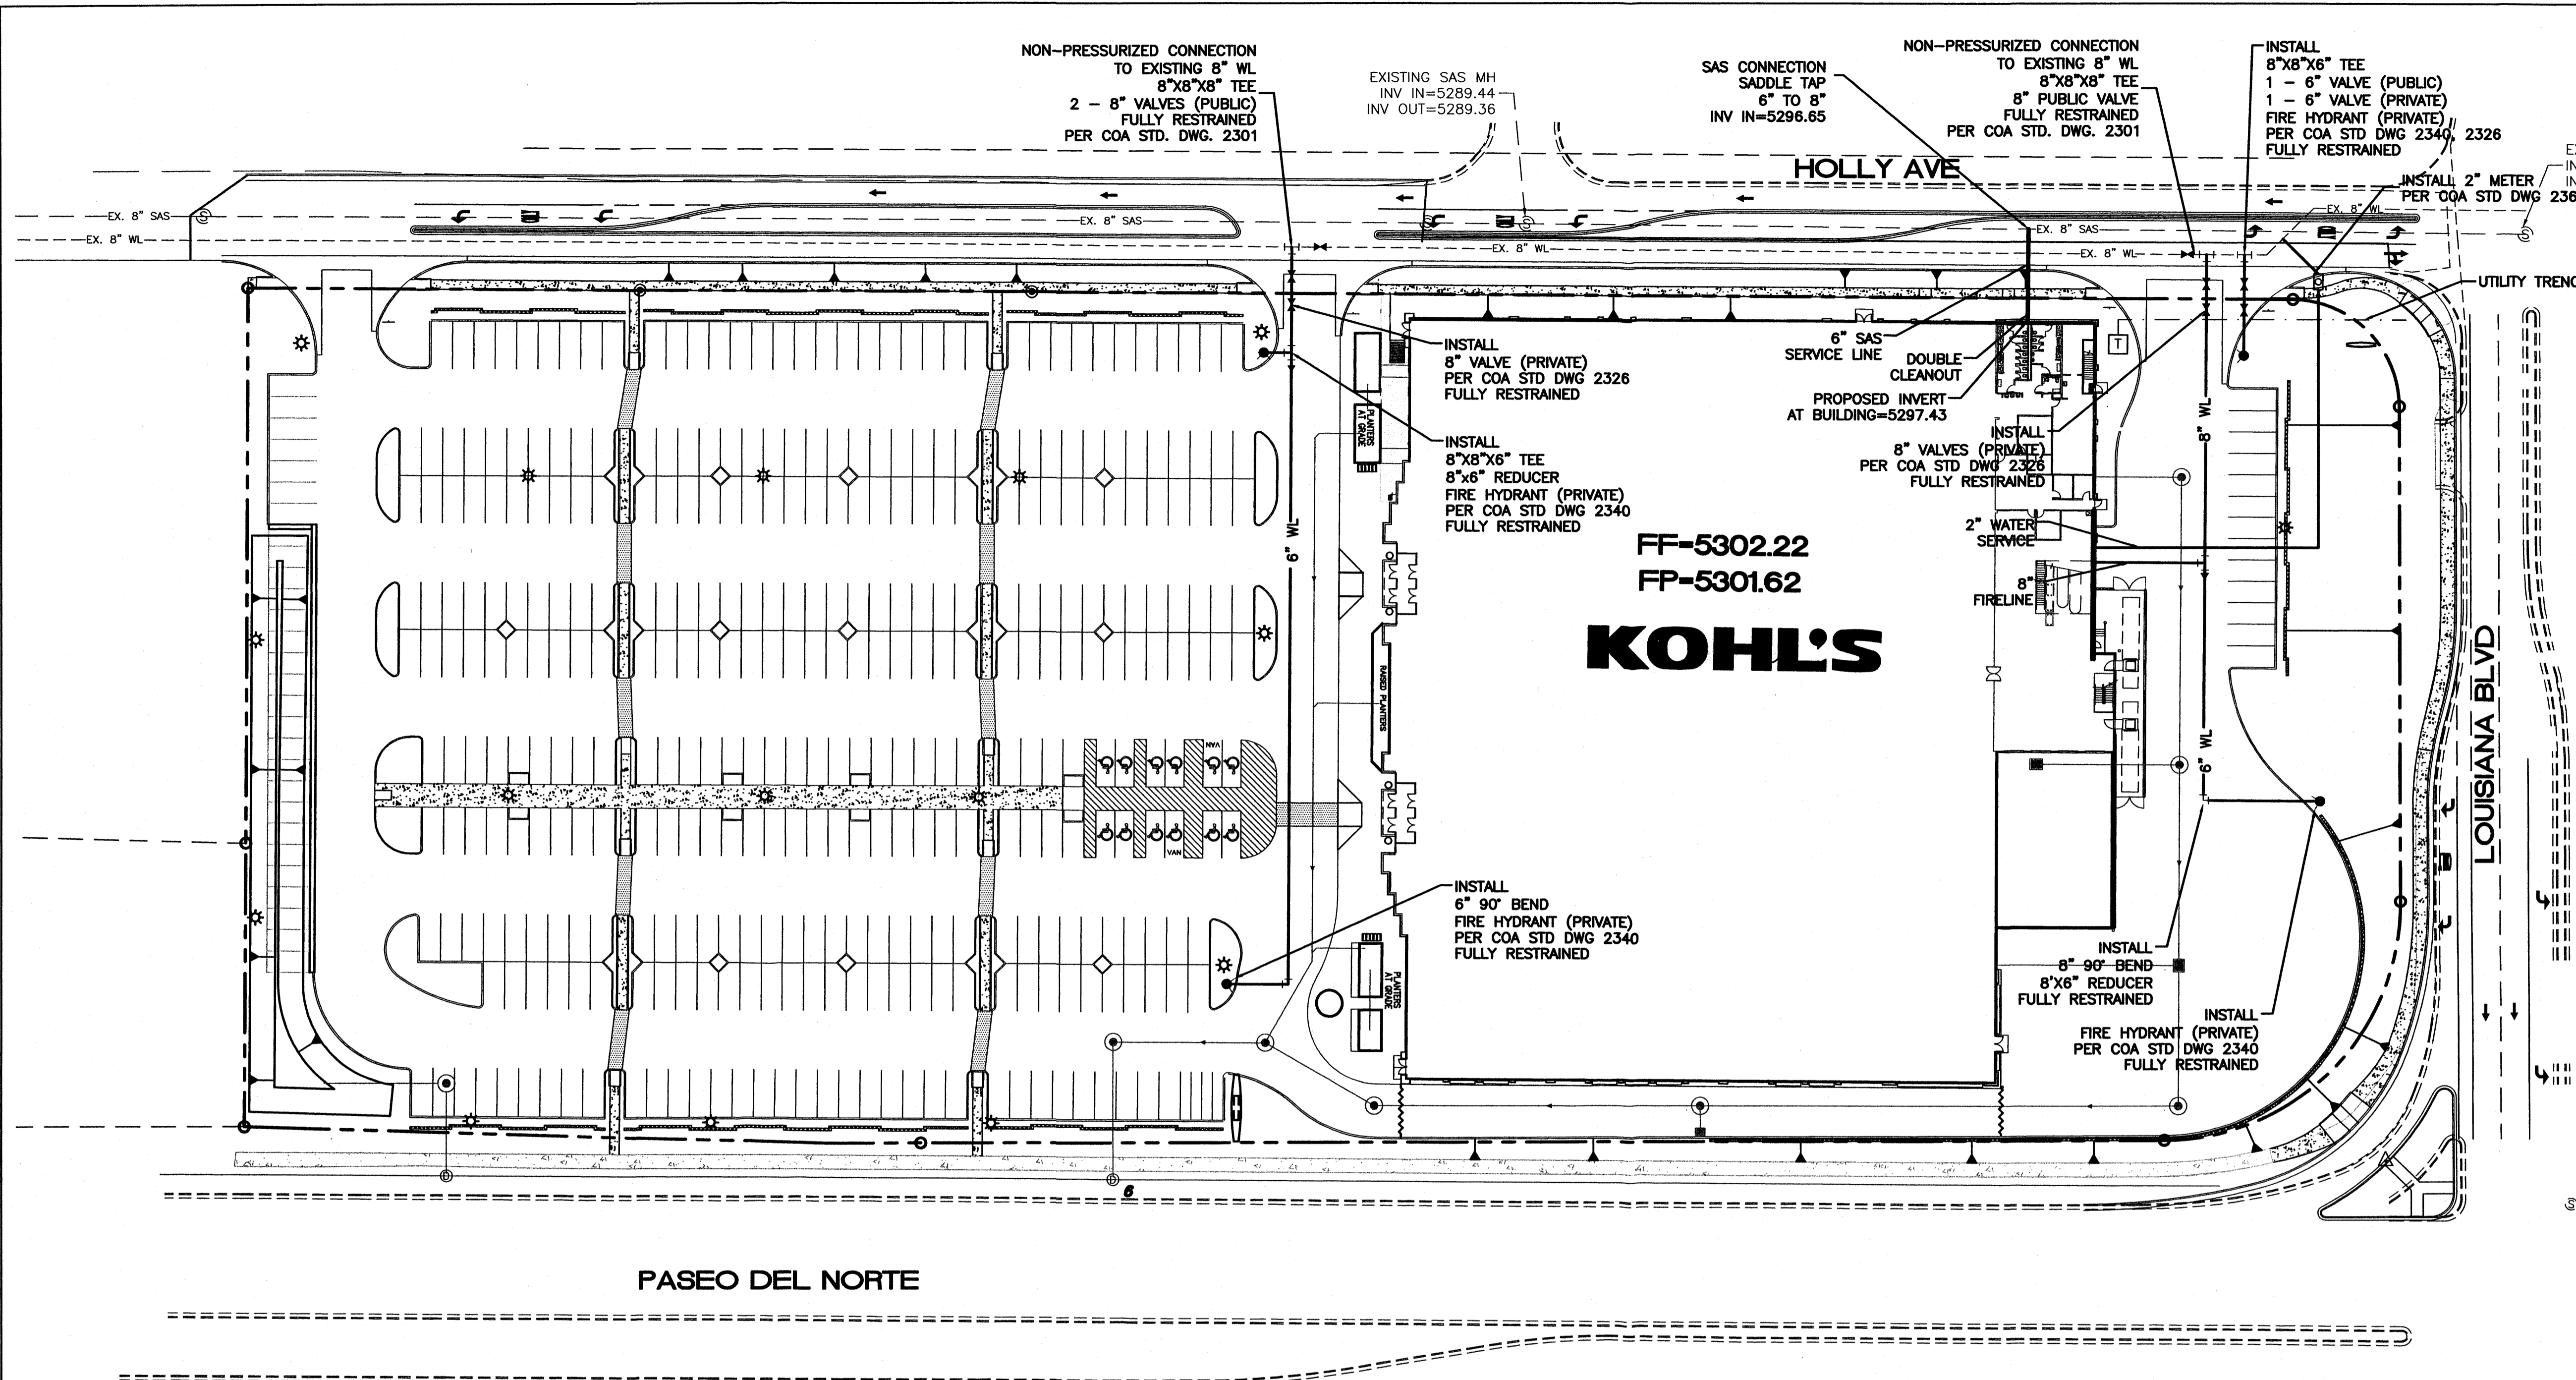 NON-PRESSURIZED CONNECTION
TO EXISTING 8" WL
8"X8"X8" TEE
2 - 8" VALVES (PUBLIC)
FULLY RESTRAINED
PER COA STD. DWG. 2301
EXISTING SAS MH
INV IN=5289.44
INV OUT=5289.36
SAS CONNECTION
SADDLE TAP
6" TO 8"
INV IN=5296.65
NON-PRESSURIZED CONNECTION
TO EXISTING 8" WL
8"X8"X8" TEE
8" PUBLIC VALVE
FULLY RESTRAINED
PER COA STD. DWG. 2301
INSTALL
8"X8"X6" TEE
1 - 6" VALVE (PUBLIC)
1 - 6" VALVE (PRIVATE)
FIRE HYDRANT (PRIVATE)
PER COA STD DWG 2340, 2326
FULLY RESTRAINED
HOLLY AVE
INSTALL 2" METER
PER COA STD DWG 236
EX. 8" SAS
EX. 8" WL
EX. 8" SAS
EX. 8" WL
EX. 8" SAS
EX. 8" WL
EX. 8" WL
UTILITY TRENC
INSTALL
8" VALVE (PRIVATE)
PER COA STD DWG 2326
FULLY RESTRAINED
6" SAS
SERVICE LINE
DOUBLE
CLEANOUT
PROPOSED INVERT
AT BUILDING=5297.43
T
PLANTERS
AT GRADE
INSTALL
8"X8"X6" TEE
8"x6" REDUCER
FIRE HYDRANT (PRIVATE)
PER COA STD DWG 2340
FULLY RESTRAINED
INSTALL
8" VALVES (PRIVATE)
PER COA STD DWG 2326
FULLY RESTRAINED
8" WL
6" WL
2" WATER
SERVICE
8"
FIRELINE
FF=5302.22
FP=5301.62
KOHL'S
RAISED PLANTERS
LOUISIANA BLVD
6" WL
VAN
VAN
INSTALL
6" 90° BEND
FIRE HYDRANT (PRIVATE)
PER COA STD DWG 2340
FULLY RESTRAINED
PLANTERS
AT GRADE
INSTALL
8" 90° BEND
8'X6" REDUCER
FULLY RESTRAINED
INSTALL
FIRE HYDRANT (PRIVATE)
PER COA STD DWG 2340
FULLY RESTRAINED
6
PASEO DEL NORTE